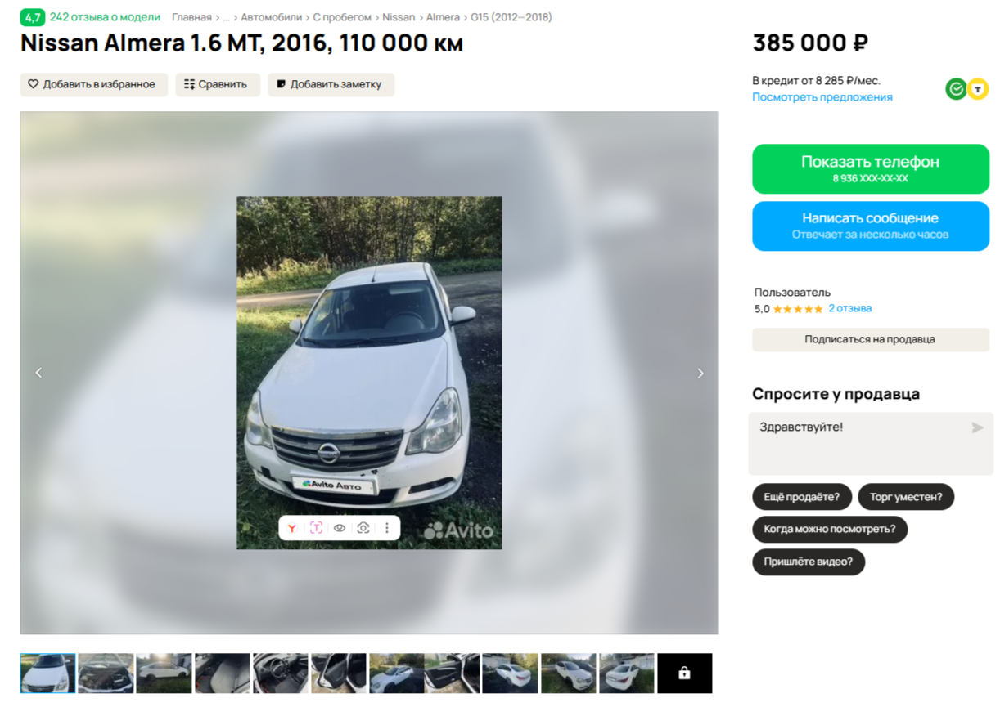 4,7 242 отзыва о модели Главная > ... > Автомобили > С пробегом > Nissan > Almera > G15 (2012—2018)
Nissan Almera 1.6 MT, 2016, 110 000 км
385 000 ₽
Добавить в избранное
Сравнить
Добавить заметку
В кредит от 8 285 ₽/мес.
Посмотреть предложения
Показать телефон
8 936 XXX-XX-XX
Написать сообщение
Отвечает за несколько часов
Пользователь
5,0 2 отзыва
Подписаться на продавца
Спросите у продавца
Здравствуйте!
Ещё продаёте?
Торг уместен?
Когда можно посмотреть?
Пришлёте видео?
NISSAN
Avito Авто
Avito